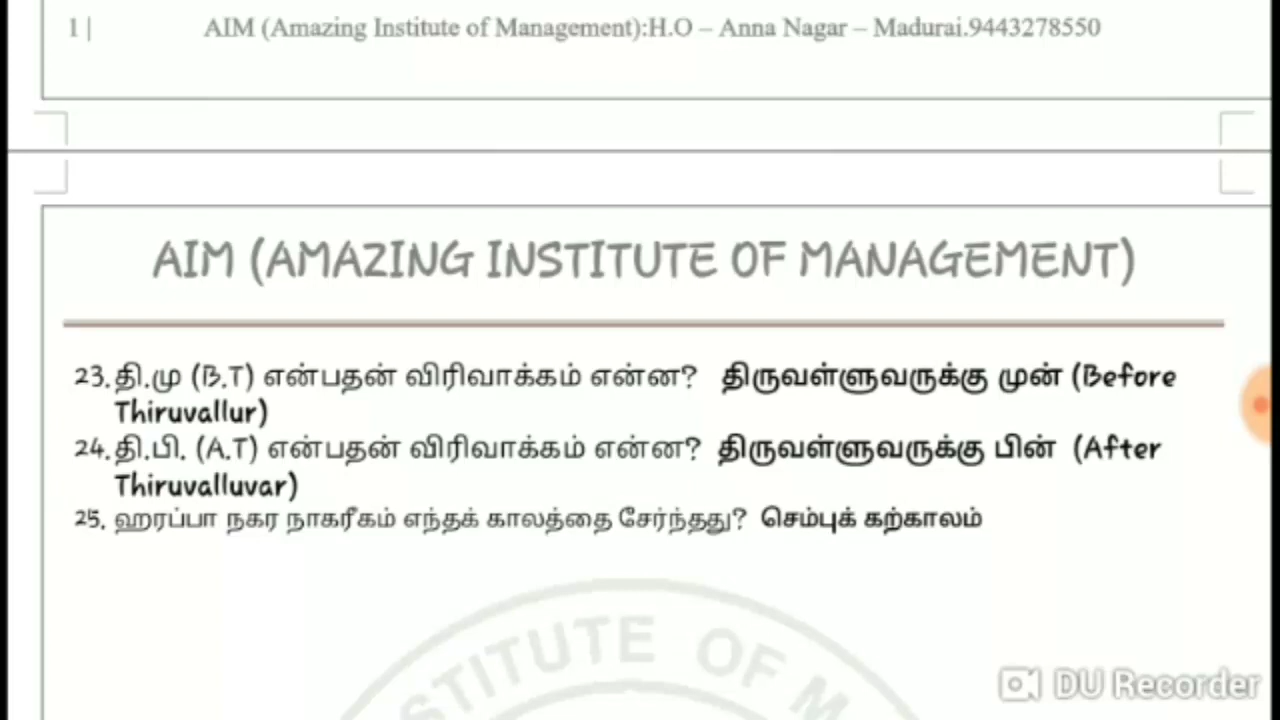 1 | AIM (Amazing Institute of Management):H.O – Anna Nagar – Madurai.9443278550
AIM (AMAZING INSTITUTE OF MANAGEMENT)
23. தி.மு (B.T) என்பதன் விரிவாக்கம் என்ன? திருவள்ளுவருக்கு முன் (Before
Thiruvallur)
24. தி.பி. (A.T) என்பதன் விரிவாக்கம் என்ன? திருவள்ளுவருக்கு பின் (After
Thiruvalluvar)
25. ஹரப்பா நகர நாகரீகம் எந்தக் காலத்தை சேர்ந்தது? செம்புக் கற்காலம்
STITUTE OF M
DU Recorder